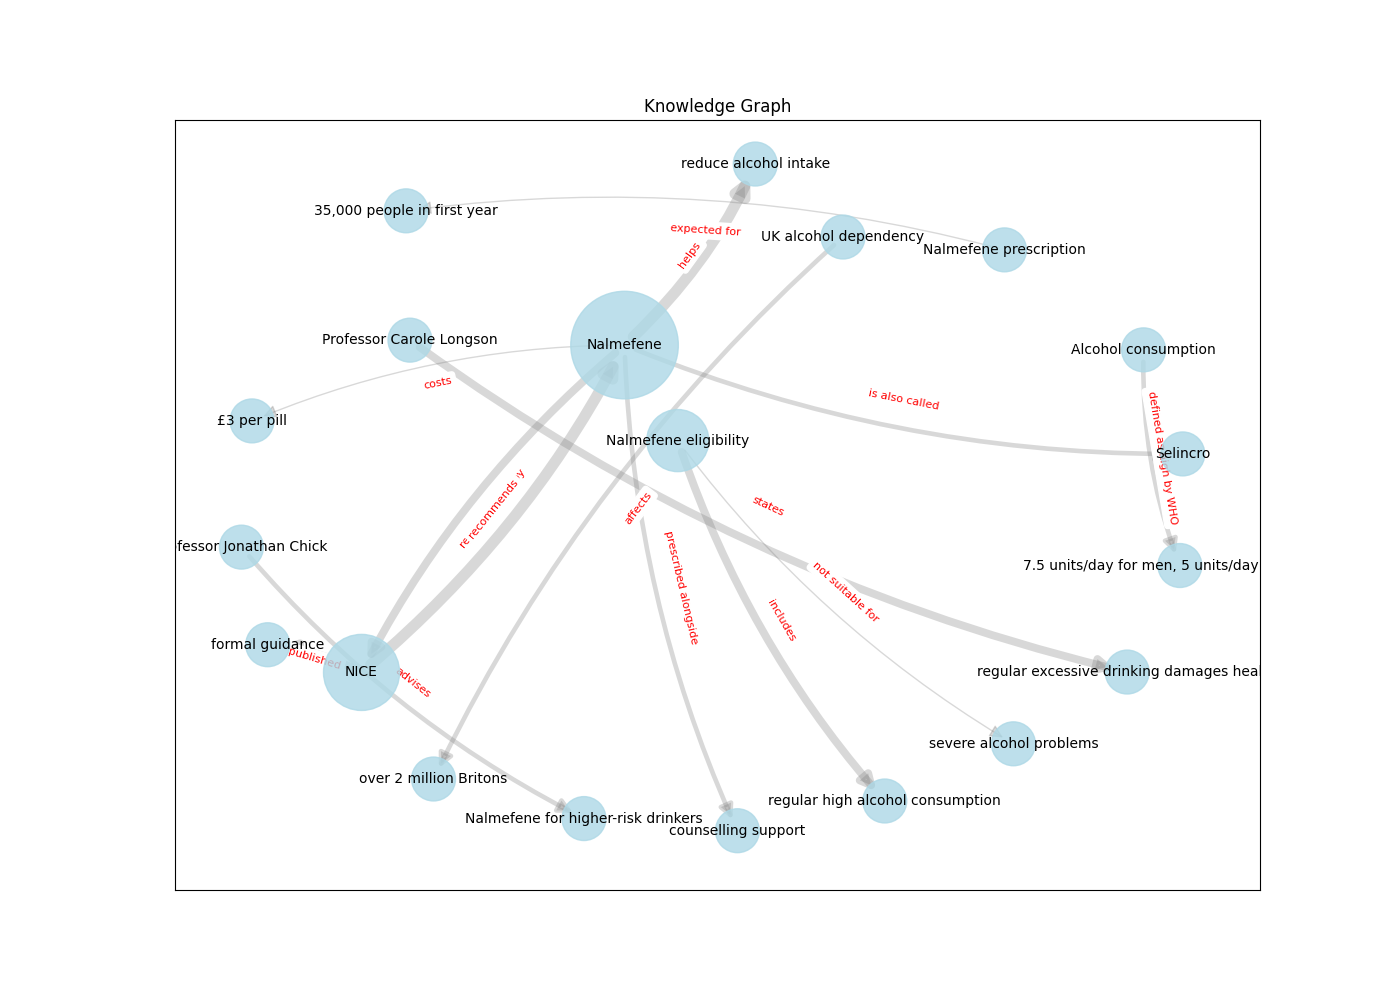 Knowledge Graph
reduce alcohol intake
35,000 people in first year
expected for
UK alcohol dependency
Nalmefene prescription
helps
Professor Carole Longson
Nalmefene
Alcohol consumption
costs
is also called
£3 per pill
Nalmefene eligibility
Selincro
defined as
by WHO
recommends
affects
states
fessor Jonathan Chick
prescribed alongside
7.5 units/day for men, 5 units/day
not suitable for
includes
formal guidance
published
NICE
advises
regular excessive drinking damages heal
severe alcohol problems
over 2 million Britons
regular high alcohol consumption
Nalmefene for higher-risk drinkers
counselling support